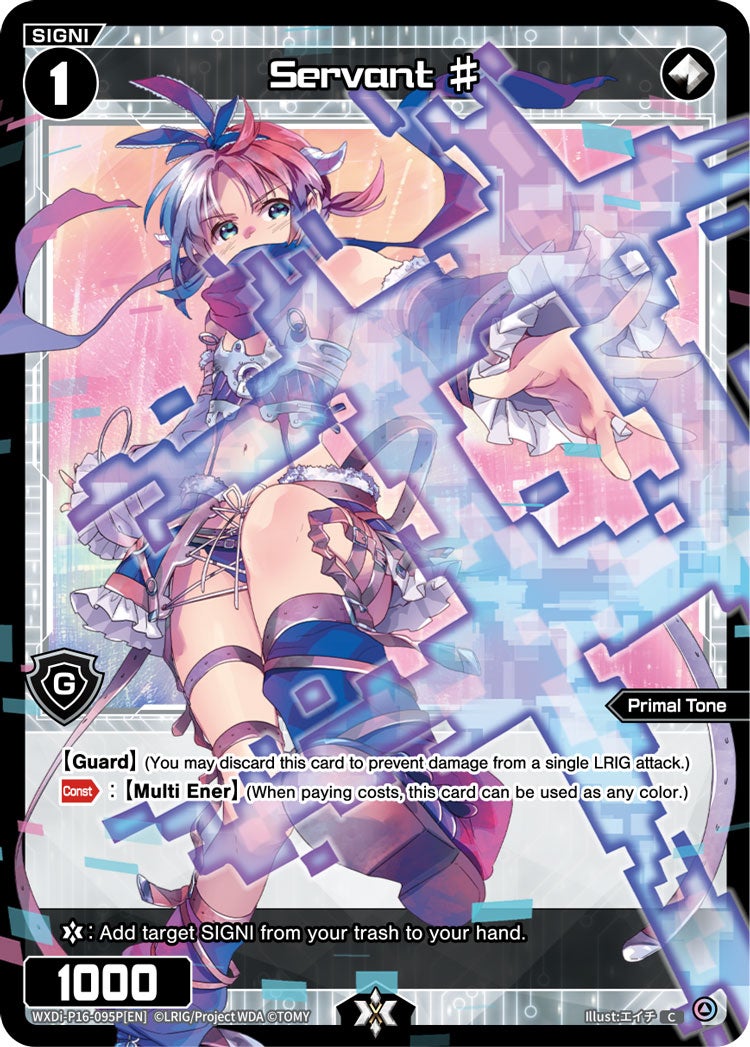 SIGNI
1
Servant #
G
Primal Tone
【Guard】 (You may discard this card to prevent damage from a single LRIG attack.)
Const : 【Multi Ener】 (When paying costs, this card can be used as any color.)
: Add target SIGNI from your trash to your hand.
1000
WXDi-P16-095P[EN] ©LRIG/Project WDA ©TOMY
Illust:エイチ C